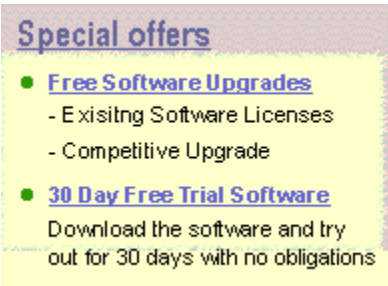 Special offers
Free Software Upgrades
- Exisitng Software Licenses
- Competitive Upgrade
30 Day Free Trial Software
Download the software and try
out for 30 days with no obligations